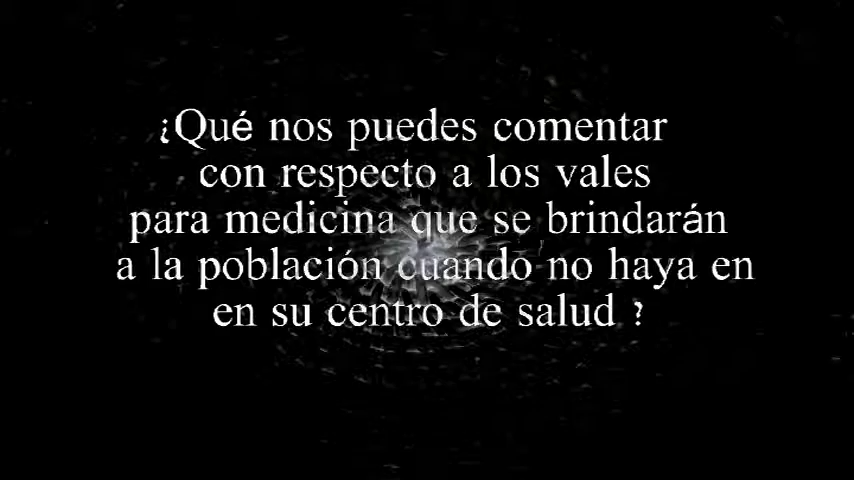 ¿Qué nos puedes comentar
con respecto a los vales
para medicina que se brindarán
a la población cuando no haya en
en su centro de salud ?